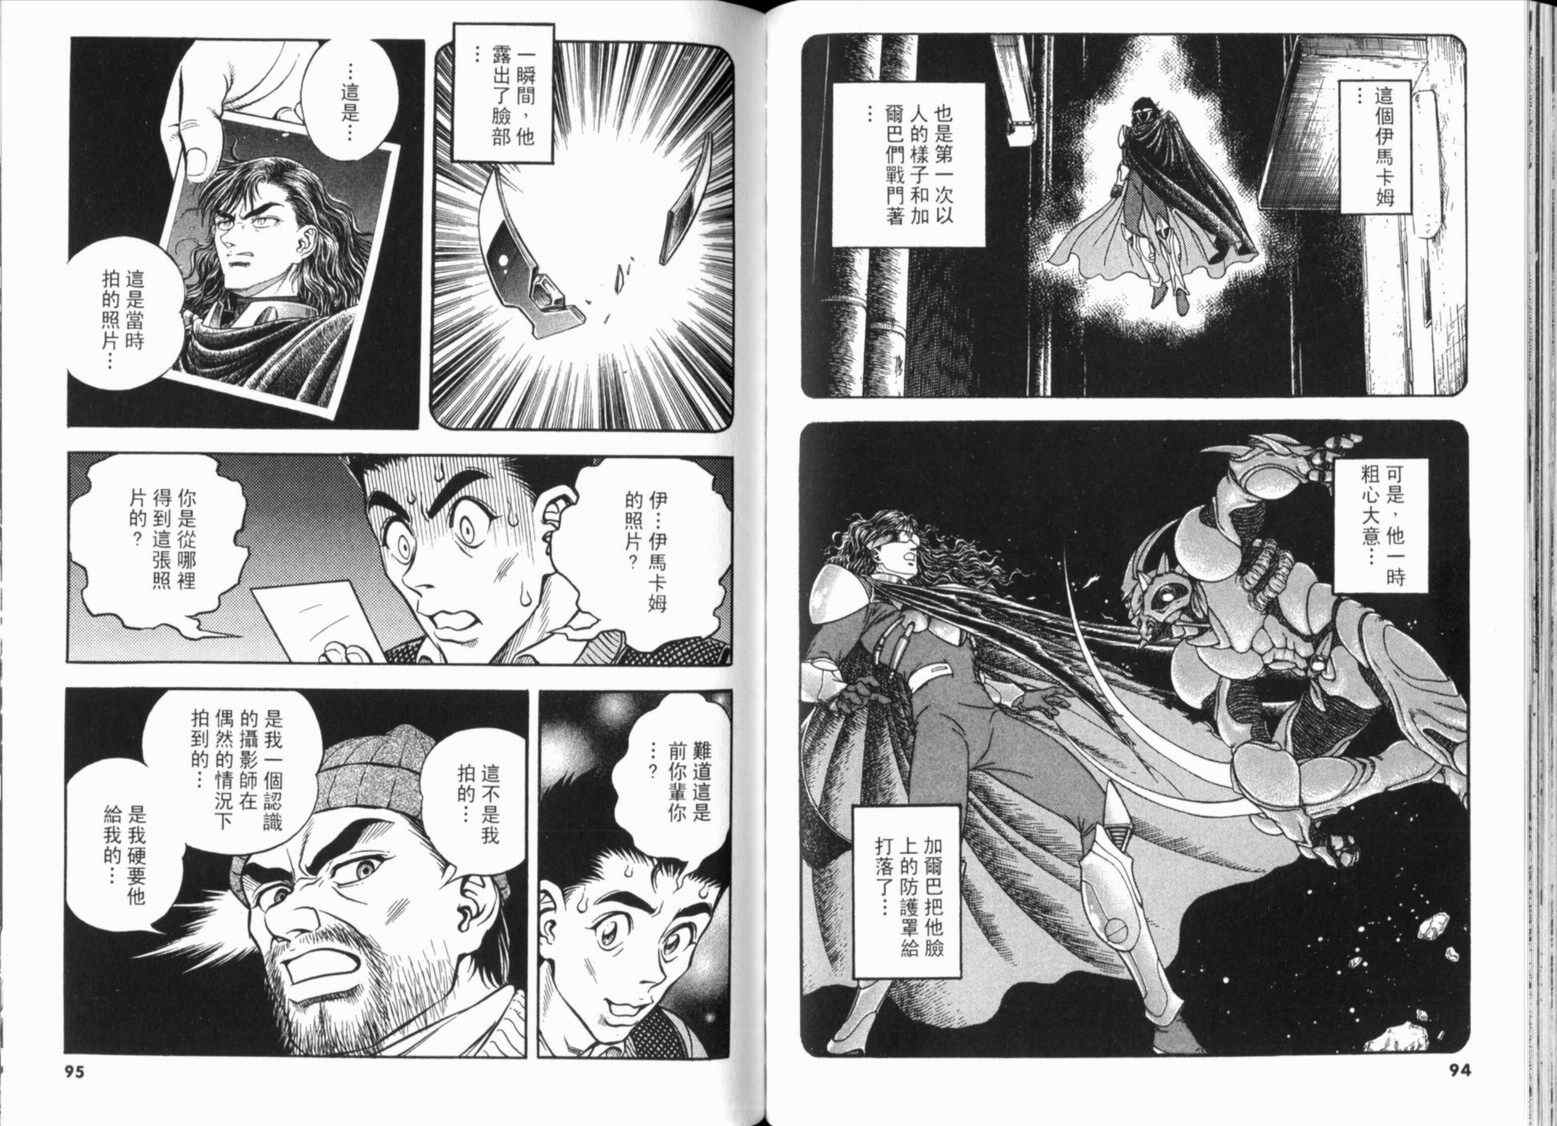 這個伊馬卡姆
…
也是第一次以
人的樣子和加
爾巴們戰鬥著
…
可是，他一時
粗心大意…
加爾巴把他臉
上的防護罩給
打落了…
94
一瞬間，他
露出了臉部
…
…這是…
這是當時
拍的照片…
伊…伊馬卡姆
的照片？
你是從哪裡
得到這張照
片的？
難道這是
前你輩你
…？
這不是我
拍的…
是我一個認識
的攝影師在
偶然的情況下
拍到的…
是我硬要他
給我的…
95